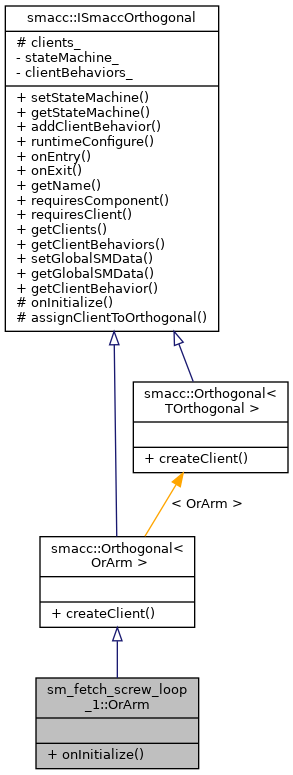 smacc::ISmaccOrthogonal
# clients_
- stateMachine_
- clientBehaviors_
+ setStateMachine()
+ getStateMachine()
+ addClientBehavior()
+ runtimeConfigure()
+ onEntry()
+ onExit()
+ getName()
+ requiresComponent()
+ requiresClient()
+ getClients()
+ getClientBehaviors()
+ setGlobalSMData()
+ getGlobalSMData()
+ getClientBehavior()
# onInitialize()
# assignClientToOrthogonal()
smacc::Orthogonal<
TOrthogonal >
+ createClient()
< OrArm >
smacc::Orthogonal<
OrArm >
+ createClient()
sm_fetch_screw_loop
_1::OrArm
+ onInitialize()